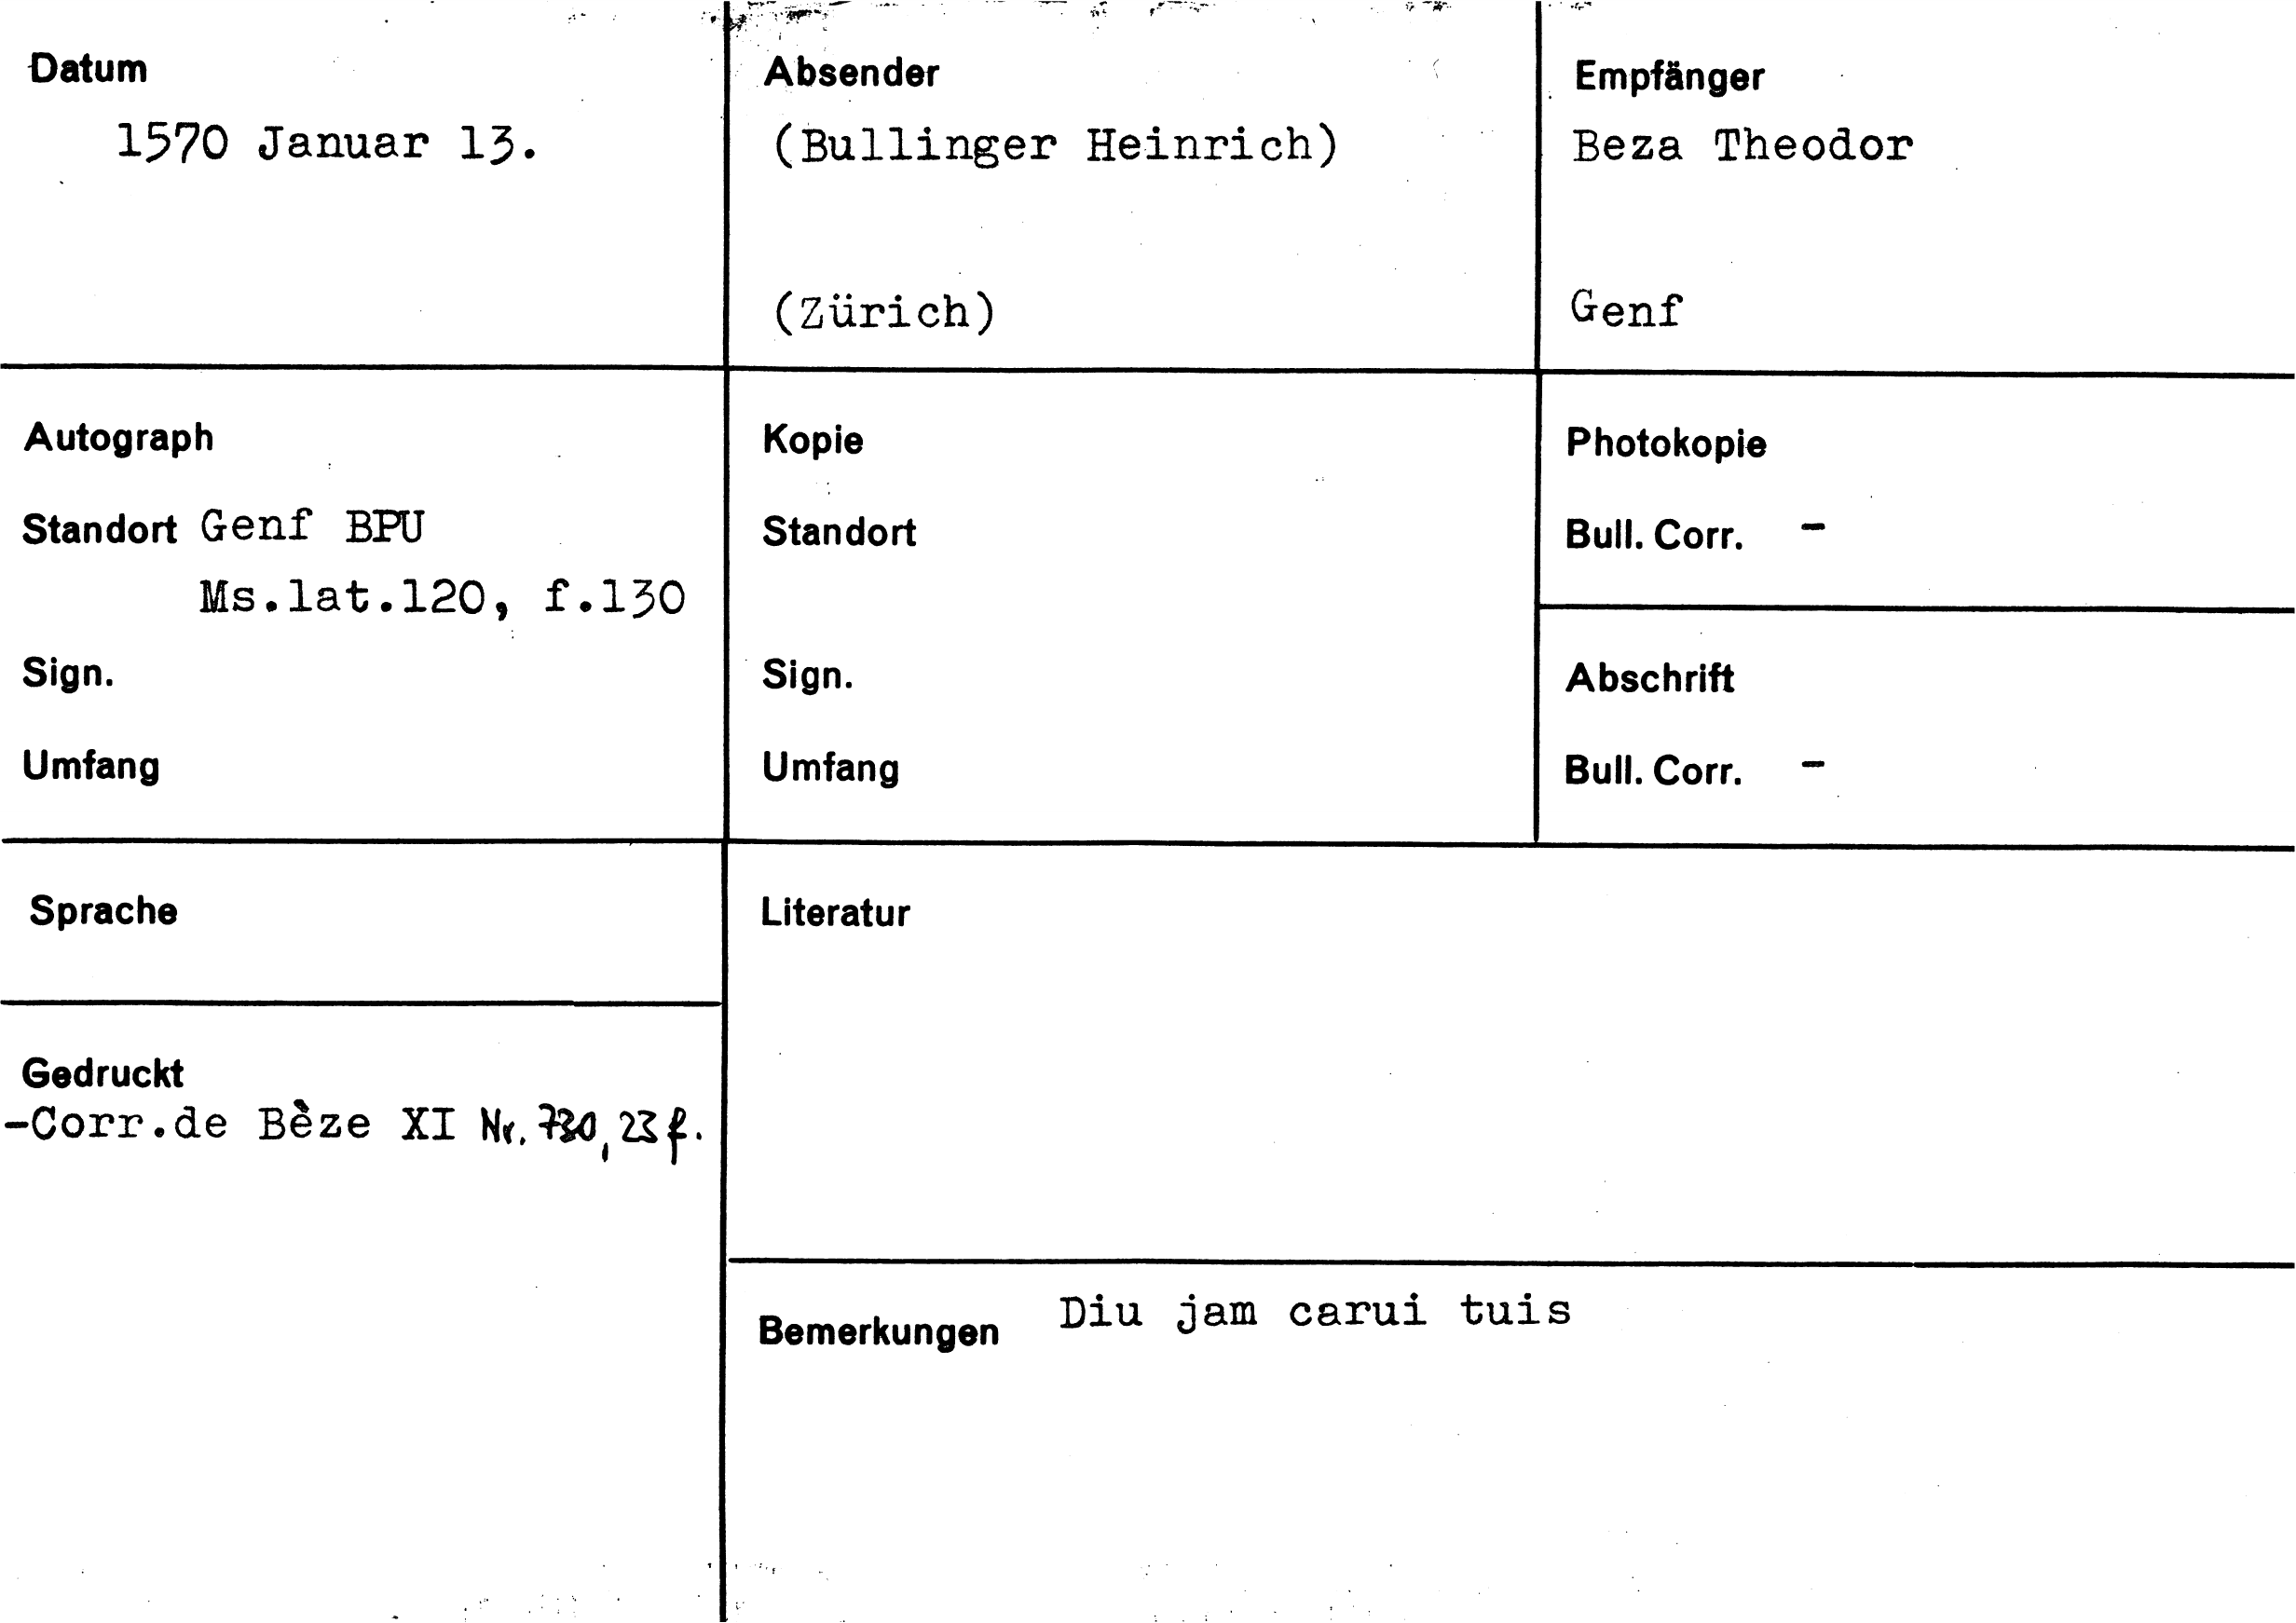 Datum
1570 Januar 13.
Absender
(Bullinger Heinrich)
(Zürich)
Empfänger
Beza Theodor
Genf
Autograph
Standort Genf BPU
Ms.lat.120, f.130
Sign.
Umfang
Kopie
Standort
Sign.
Umfang
Photokopie
Bull. Corr. -
Abschrift
Bull. Corr. -
Sprache
Gedruckt
-Corr.de Bèze XI Nr. 730, 23 f.
Literatur
Bemerkungen Diu jam carui tuis